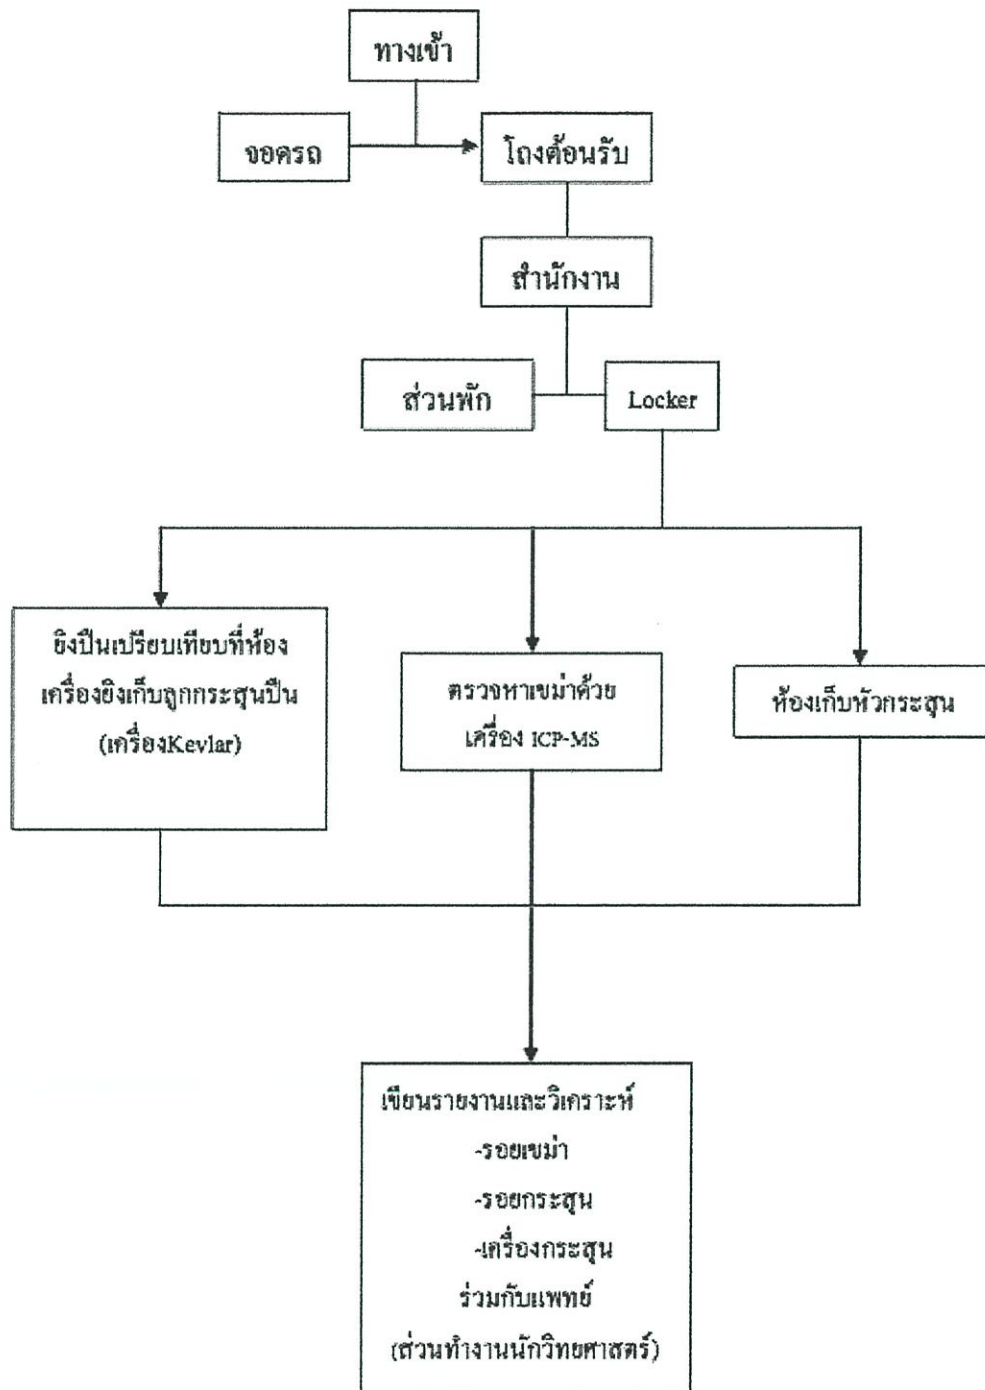 ทางเข้า
จอดรถ
โถงต้อนรับ
สำนักงาน
ส่วนพัก
Locker
ยิงปืนเปรียบเทียบที่ห้อง
เครื่องยิงเก็บลูกกระสุนปืน
(เครื่องKevlar)
ตรวจหาเขม่าด้วย
เครื่อง ICP-MS
ห้องเก็บหัวกระสุน
เขียนรายงานและวิเคราะห์
-รอยเขม่า
-รอยกระสุน
-เครื่องกระสุน
ร่วมกับแพทย์
(ส่วนทำงานนักวิทยศาสตร์)